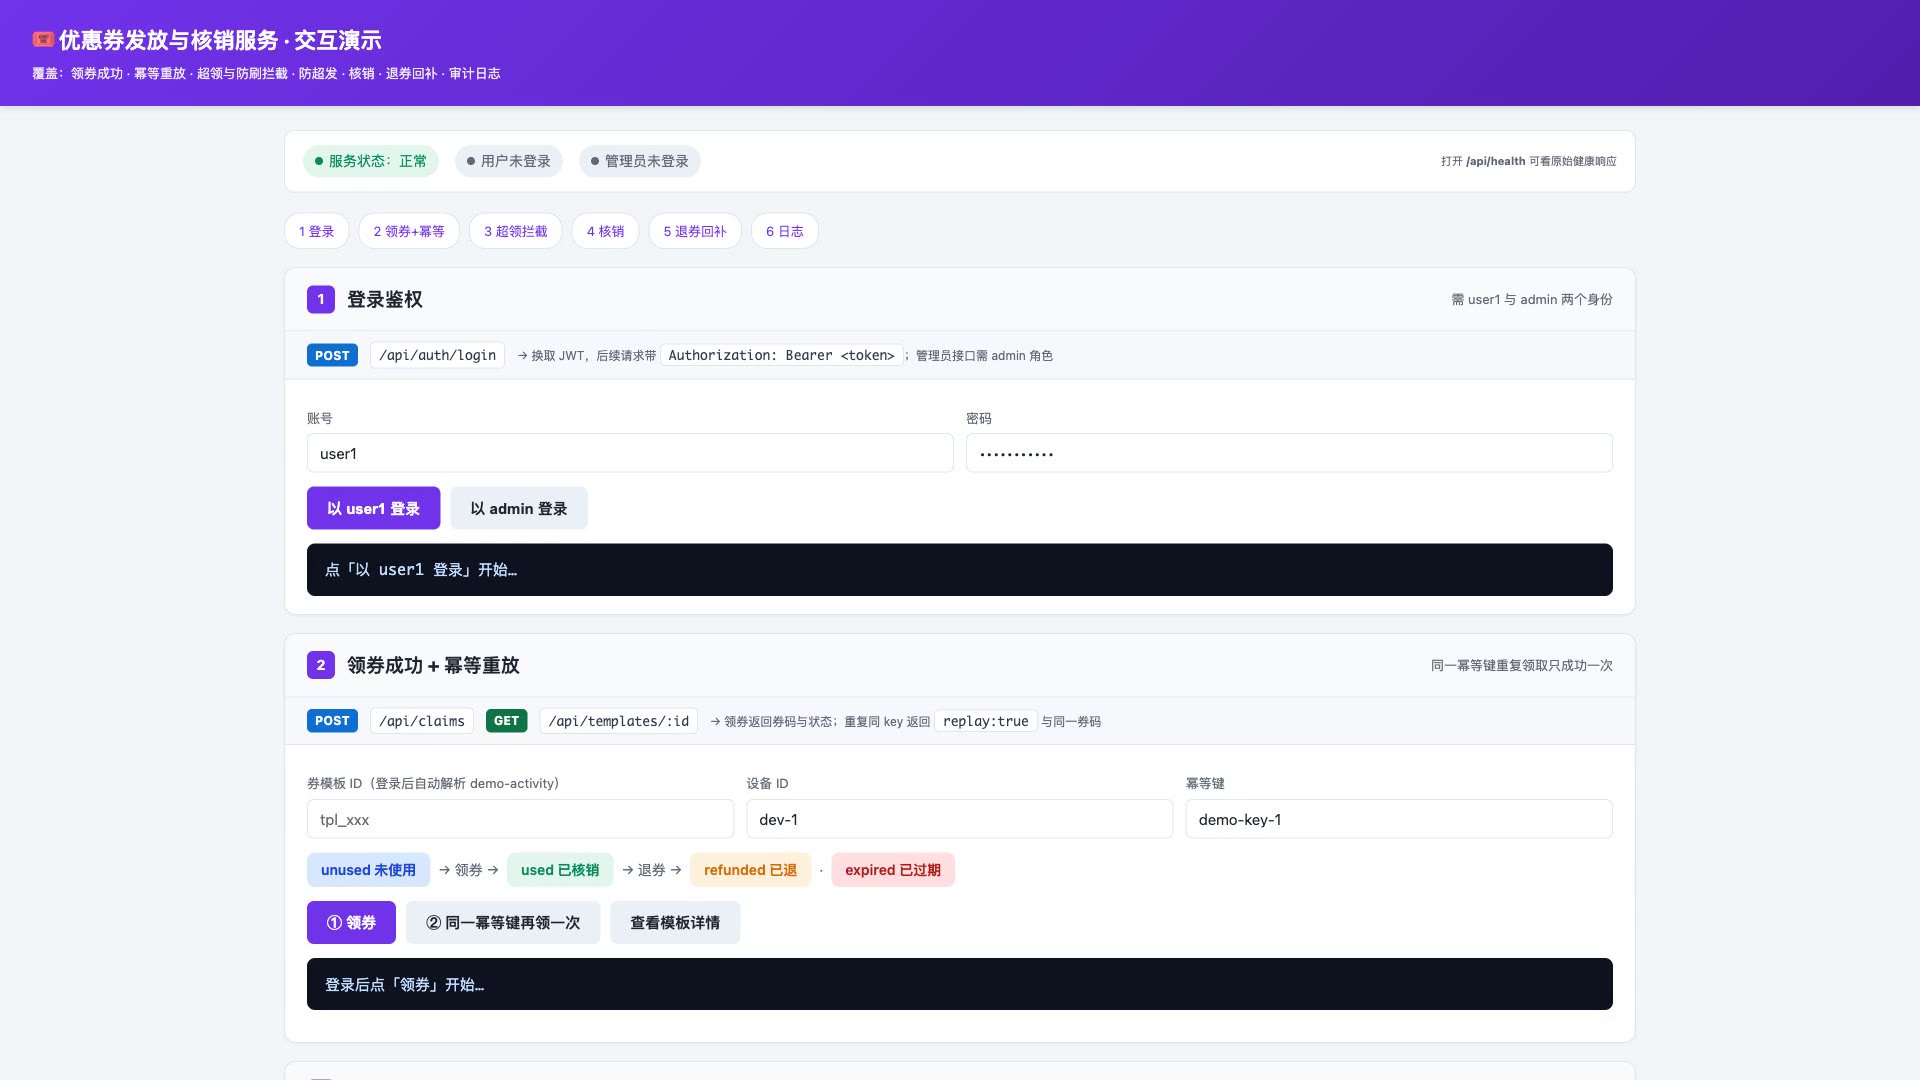 优惠券发放与核销服务 · 交互演示
覆盖：领券成功 · 幂等重放 · 超领与防刷拦截 · 防超发 · 核销 · 退券回补 · 审计日志
服务状态：正常
用户未登录
管理员未登录
打开 /api/health 可看原始健康响应
1 登录
2 领券+幂等
3 超领拦截
4 核销
5 退券回补
6 日志
1 登录鉴权
需 user1 与 admin 两个身份
POST /api/auth/login → 换取 JWT，后续请求带 Authorization: Bearer <token> ；管理员接口需 admin 角色
账号
密码
user1
•••••••••••
以 user1 登录
以 admin 登录
点「以 user1 登录」开始…
2 领券成功 + 幂等重放
同一幂等键重复领取只成功一次
POST /api/claims GET /api/templates/:id → 领券返回券码与状态；重复同 key 返回 replay:true 与同一券码
券模板 ID（登录后自动解析 demo-activity）
设备 ID
幂等键
tpl_xxx
dev-1
demo-key-1
unused 未使用 → 领券 → used 已核销 → 退券 → refunded 已退 · expired 已过期
① 领券
② 同一幂等键再领一次
查看模板详情
登录后点「领券」开始…